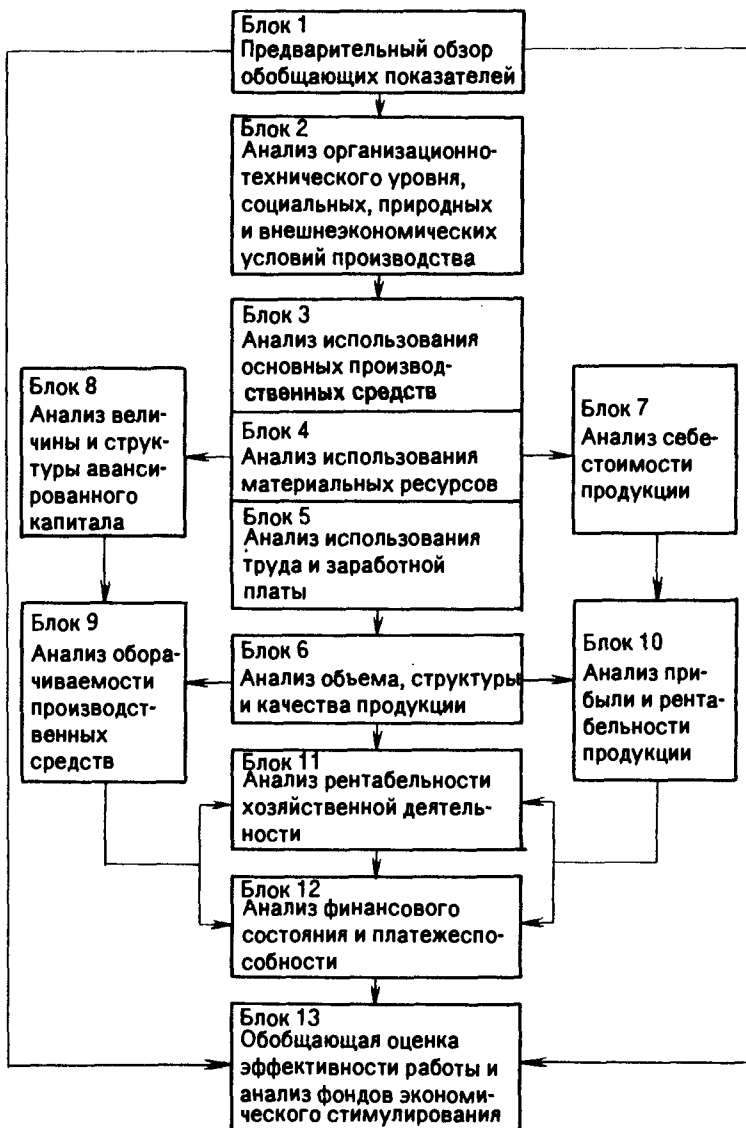 Блок 1
Предварительный обзор
обобщающих показателей
Блок 2
Анализ организационно-
технического уровня,
социальных, природных
и внешнеэкономических
условий производства
Блок 3
Анализ использования
основных производ-
ственных средств
Блок 8
Анализ вели-
чины и струк-
туры аванси-
рованного
капитала
Блок 4
Анализ использования
материальных ресурсов
Блок 7
Анализ себе-
стоимости
продукции
Блок 5
Анализ использования
труда и заработной
платы
Блок 9
Анализ обора-
чиваемости
производст-
венных
средств
Блок 6
Анализ объема, структуры
и качества продукции
Блок 10
Анализ при-
были и рента-
бельности
продукции
Блок 11
Анализ рентабельности
хозяйственной деятель-
ности
Блок 12
Анализ финансового
состояния и платежеспо-
собности
Блок 13
Обобщающая оценка
эффективности работы и
анализ фондов экономи-
ческого стимулирования